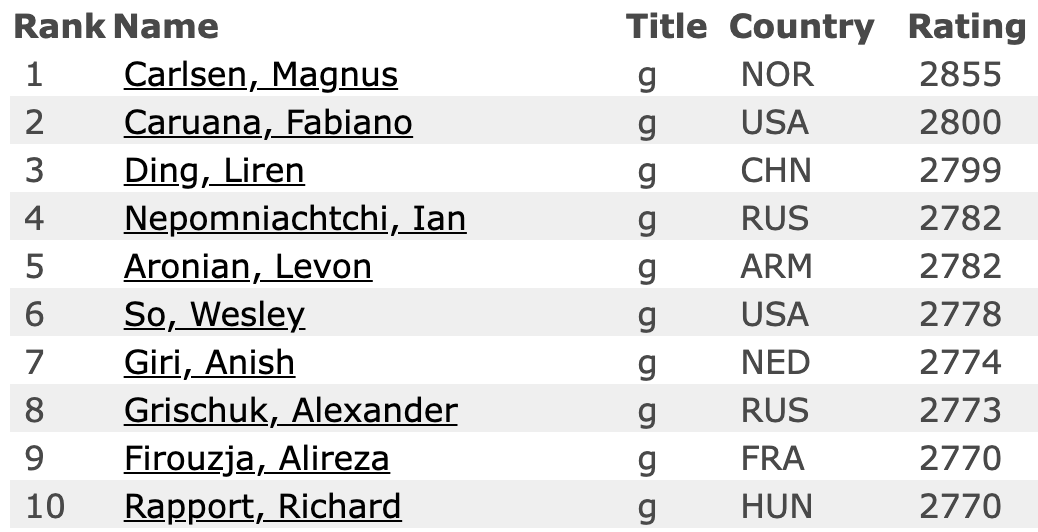 Rank Name Title Country Rating
1 Carlsen, Magnus g NOR 2855
2 Caruana, Fabiano g USA 2800
3 Ding, Liren g CHN 2799
4 Nepomniachtchi, Ian g RUS 2782
5 Aronian, Levon g ARM 2782
6 So, Wesley g USA 2778
7 Giri, Anish g NED 2774
8 Grischuk, Alexander g RUS 2773
9 Firouzja, Alireza g FRA 2770
10 Rapport, Richard g HUN 2770